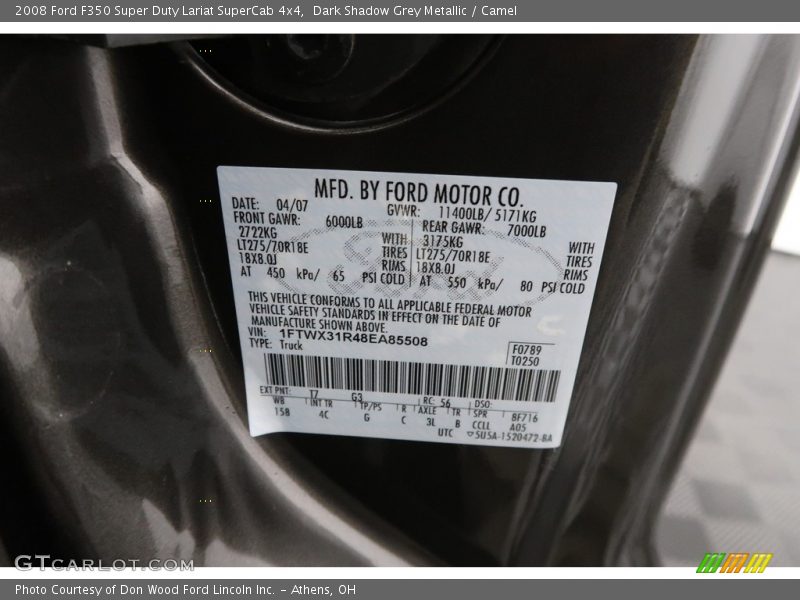 2008 Ford F350 Super Duty Lariat SuperCab 4x4, Dark Shadow Grey Metallic / Camel
MFD. BY FORD MOTOR CO.
DATE: 04/07 GVWR: 11400LB/ 5171KG
FRONT GAWR: 6000LB REAR GAWR: 7000LB
2722KG WITH 3175KG WITH
LT275/70R18E TIRES LT275/70R18E TIRES
18X8.0J RIMS 18X8.0J RIMS
AT 450 kPa/ 65 PSI COLD AT 550 kPa/ 80 PSI COLD
THIS VEHICLE CONFORMS TO ALL APPLICABLE FEDERAL MOTOR
VEHICLE SAFETY STANDARDS IN EFFECT ON THE DATE OF
MANUFACTURE SHOWN ABOVE.
VIN: 1FTWX31R48EA85508
TYPE: Truck
F0789
T0250
EXT PNT: T7 G3 RC: 56 DSO:
WB INT TR TP/PS R AXLE TR SPR 8F716
158 4C G C 3L B CCLL A05
UTC 5U5A-1520472-BA
GTCARLOT.COM
Photo Courtesy of Don Wood Ford Lincoln Inc. – Athens, OH